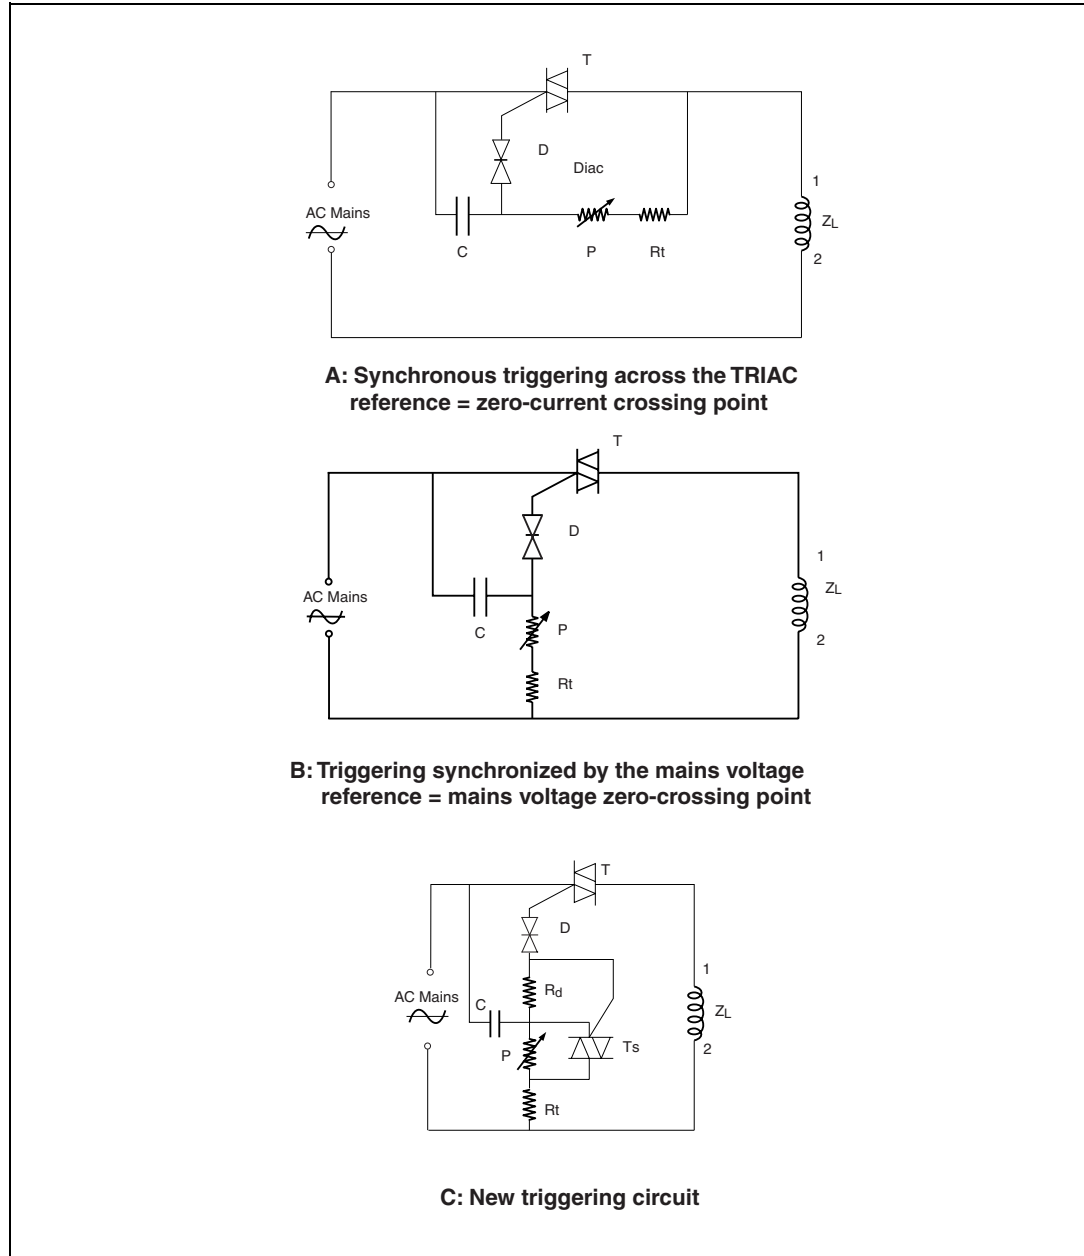 T
D
Diac
1
AC Mains
ZL
C
P
Rt
2
A: Synchronous triggering across the TRIAC
reference = zero-current crossing point
T
D
1
AC Mains
ZL
C
P
2
Rt
B: Triggering synchronized by the mains voltage
reference = mains voltage zero-crossing point
T
D
1
Rd
AC Mains
C
ZL
P
Ts
2
Rt
C: New triggering circuit